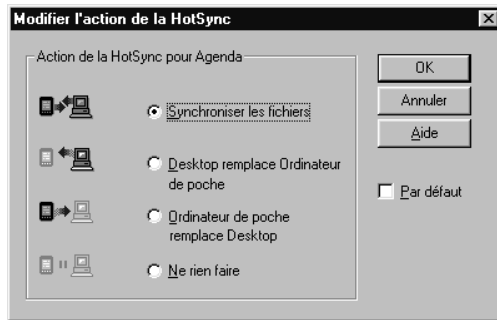 Modifier l'action de la HotSync
Action de la HotSync pour Agenda
Synchroniser les fichiers
Desktop remplace Ordinateur
de poche
Ordinateur de poche
remplace Desktop
Ne rien faire
OK
Annuler
Aide
Par défaut